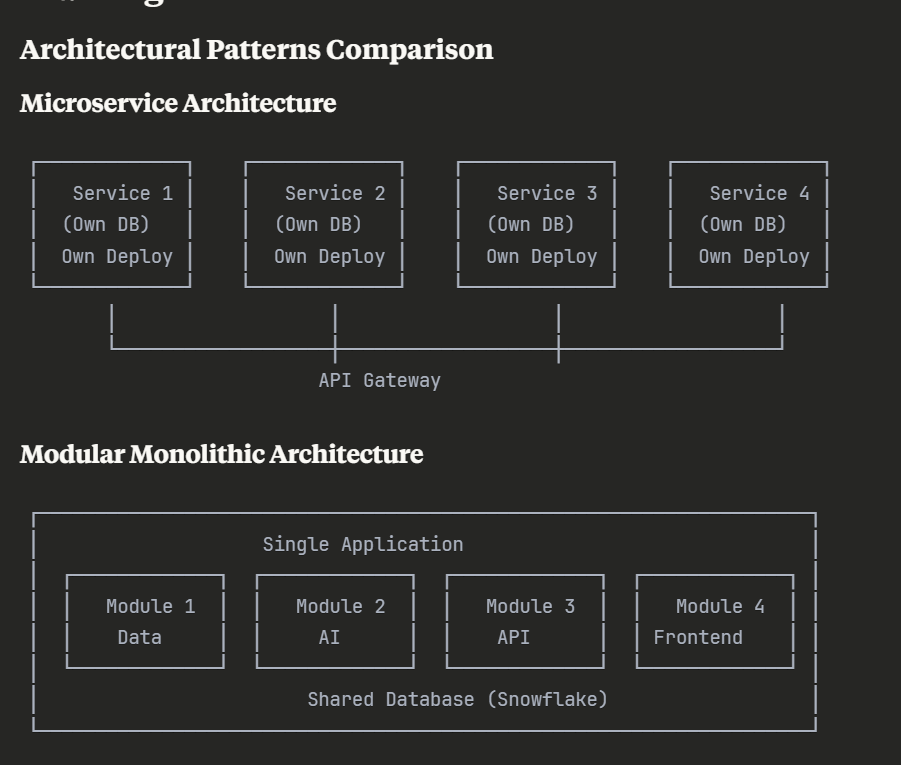 Architectural Patterns Comparison
Microservice Architecture
Service 1 Service 2 Service 3 Service 4
(Own DB) (Own DB) (Own DB) (Own DB)
Own Deploy Own Deploy Own Deploy Own Deploy
API Gateway
Modular Monolithic Architecture
Single Application
Module 1 Module 2 Module 3 Module 4
Data AI API Frontend
Shared Database (Snowflake)